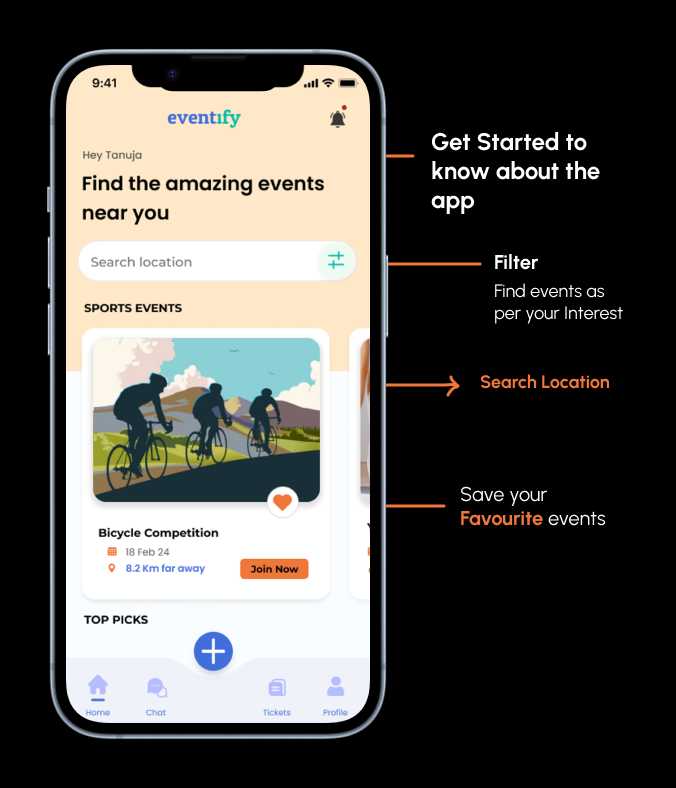 9:41
eventify
Hey Tanuja
Find the amazing events
near you
Search location
SPORTS EVENTS
Bicycle Competition
18 Feb 24
8.2 Km far away
Join Now
TOP PICKS
Home
Chat
Tickets
Profile
Get Started to
know about the
app
Filter
Find events as
per your Interest
Search Location
Save your
Favourite events